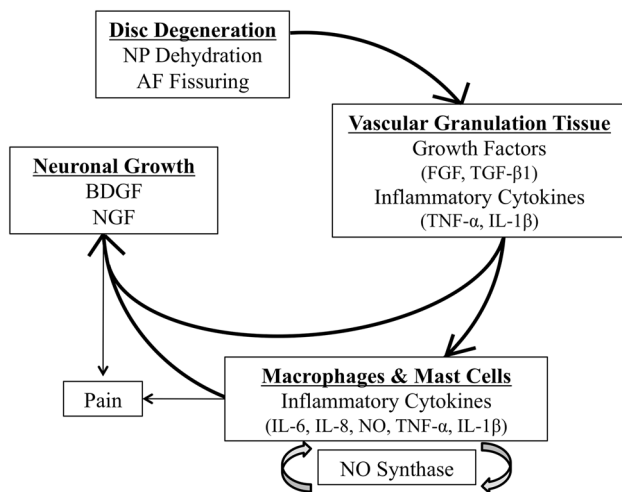 Disc Degeneration
NP Dehydration
AF Fissuring
Vascular Granulation Tissue
Growth Factors
(FGF, TGF-β1)
Inflammatory Cytokines
(TNF-α, IL-1β)
Neuronal Growth
BDGF
NGF
Macrophages & Mast Cells
Inflammatory Cytokines
(IL-6, IL-8, NO, TNF-α, IL-1β)
Pain
NO Synthase